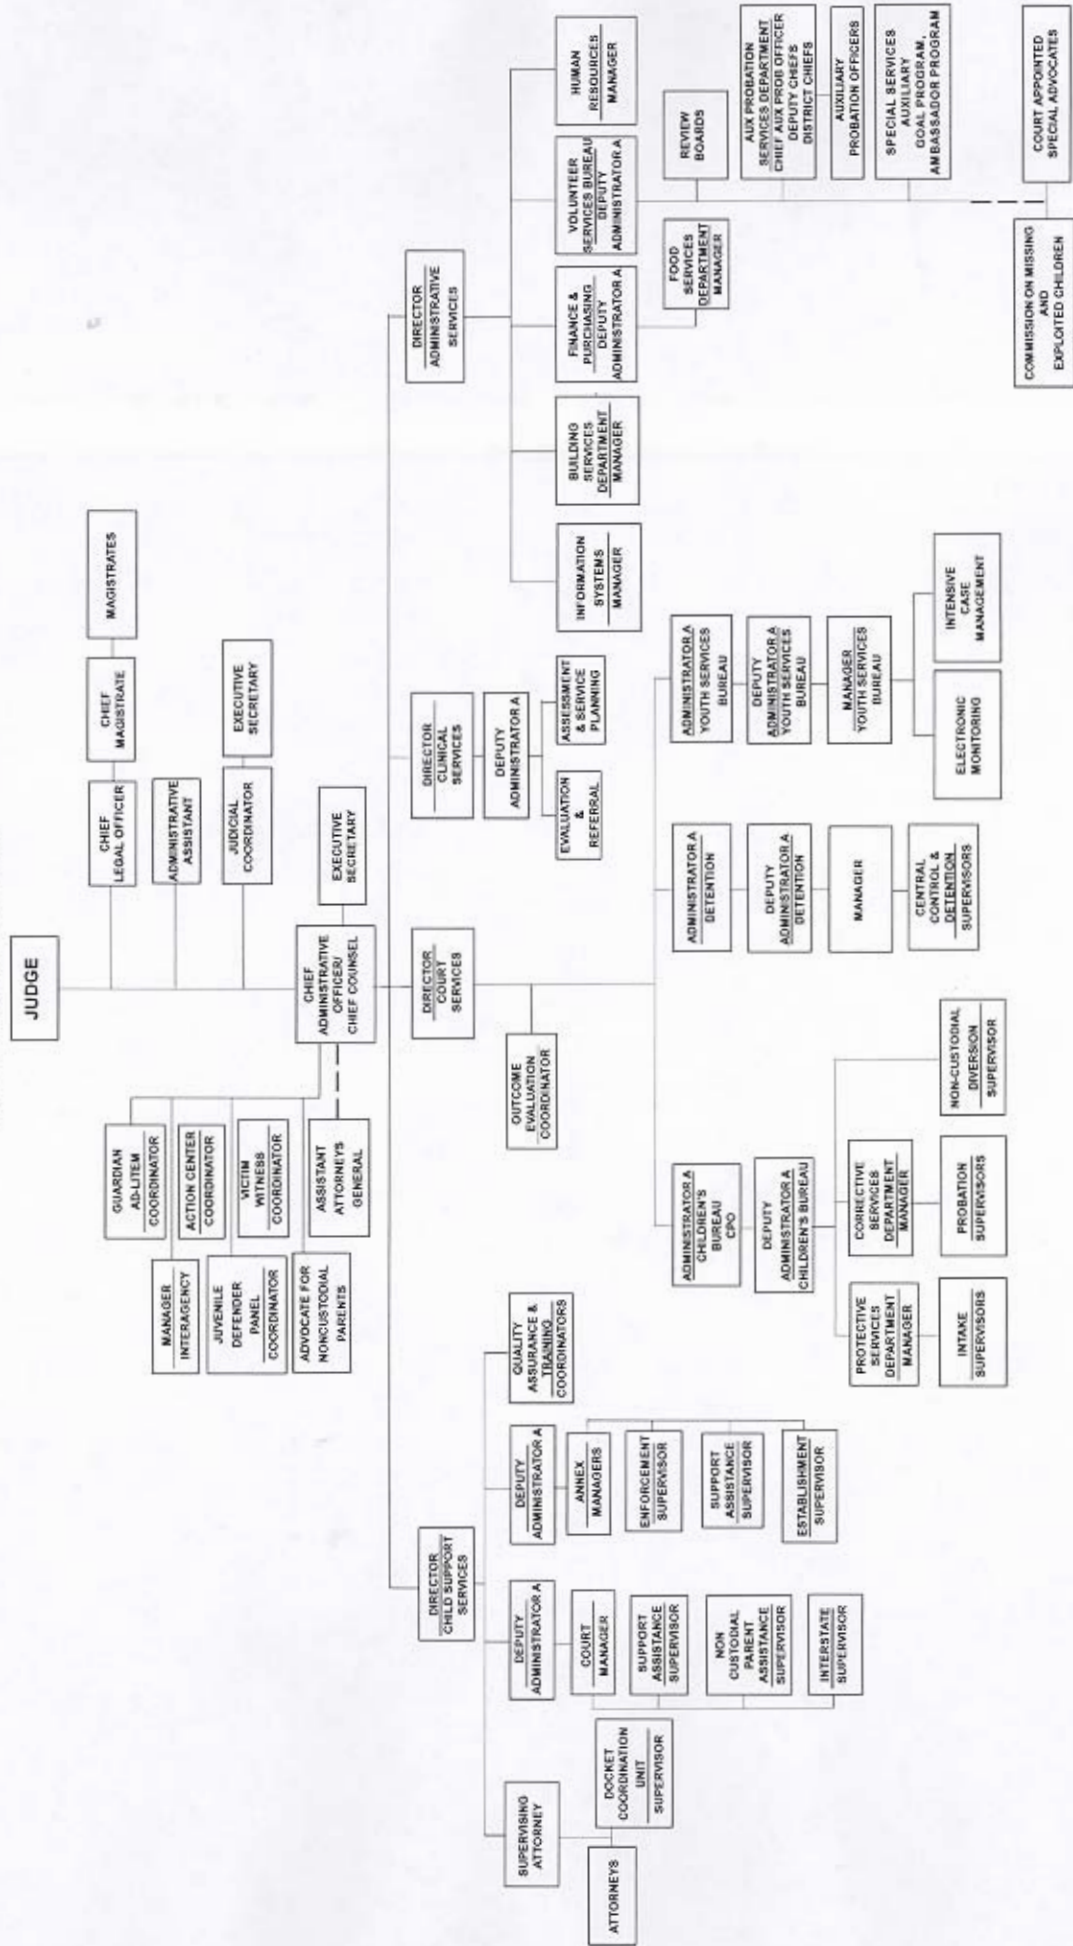 JUDGE
CHIEF
LEGAL OFFICER
CHIEF
MAGISTRATE
MAGISTRATES
ADMINISTRATIVE
ASSISTANT
JUDICIAL
COORDINATOR
EXECUTIVE
SECRETARY
GUARDIAN
AD-LITEM
COORDINATOR
MANAGER
INTERAGENCY
ACTION CENTER
COORDINATOR
JUVENILE
DEFENDER
PANEL
COORDINATOR
VICTIM
WITNESS
COORDINATOR
ADVOCATE FOR
NONCUSTODIAL
PARENTS
ASSISTANT
ATTORNEYS
GENERAL
CHIEF
ADMINISTRATIVE
OFFICER/
CHIEF COUNSEL
EXECUTIVE
SECRETARY
DIRECTOR
CHILD SUPPORT
SERVICES
DIRECTOR
COURT
SERVICES
DIRECTOR
CLINICAL
SERVICES
DIRECTOR
ADMINISTRATIVE
SERVICES
SUPERVISING
ATTORNEY
DEPUTY
ADMINISTRATOR A
DEPUTY
ADMINISTRATOR A
QUALITY
ASSURANCE &
TRAINING
COORDINATORS
ATTORNEYS
DOCKET
COORDINATION
UNIT
SUPERVISOR
COURT
MANAGER
SUPPORT
ASSISTANCE
SUPERVISOR
NON
CUSTODIAL
PARENT
ASSISTANCE
SUPERVISOR
INTERSTATE
SUPERVISOR
ANNEX
MANAGERS
ENFORCEMENT
SUPERVISOR
SUPPORT
ASSISTANCE
SUPERVISOR
ESTABLISHMENT
SUPERVISOR
OUTCOME
EVALUATION
COORDINATOR
DEPUTY
ADMINISTRATOR A
EVALUATION
&
REFERRAL
ASSESSMENT
& SERVICE
PLANNING
INFORMATION
SYSTEMS
MANAGER
BUILDING
SERVICES
DEPARTMENT
MANAGER
FINANCE &
PURCHASING
DEPUTY
ADMINISTRATOR A
VOLUNTEER
SERVICES BUREAU
DEPUTY
ADMINISTRATOR A
HUMAN
RESOURCES
MANAGER
FOOD
SERVICES
DEPARTMENT
MANAGER
REVIEW
BOARDS
AUX PROBATION
SERVICES DEPARTMENT
CHIEF AUX PROB OFFICER
DEPUTY CHIEFS
DISTRICT CHIEFS
AUXILIARY
PROBATION OFFICERS
SPECIAL SERVICES
AUXILIARY
GOAL PROGRAM,
AMBASSADOR PROGRAM
COMMISSION ON MISSING
AND
EXPLOITED CHILDREN
COURT APPOINTED
SPECIAL ADVOCATES
ADMINISTRATOR A
CHILDREN'S
BUREAU
CPO
DEPUTY
ADMINISTRATOR A
CHILDREN'S BUREAU
PROTECTIVE
SERVICES
DEPARTMENT
MANAGER
CORRECTIVE
SERVICES
DEPARTMENT
MANAGER
INTAKE
SUPERVISORS
PROBATION
SUPERVISORS
NON-CUSTODIAL
DIVERSION
SUPERVISOR
ADMINISTRATOR A
DETENTION
DEPUTY
ADMINISTRATOR A
DETENTION
MANAGER
CENTRAL
CONTROL &
DETENTION
SUPERVISORS
ADMINISTRATOR A
YOUTH SERVICES
BUREAU
DEPUTY
ADMINISTRATOR A
YOUTH SERVICES
BUREAU
MANAGER
YOUTH SERVICES
BUREAU
ELECTRONIC
MONITORING
INTENSIVE
CASE
MANAGEMENT